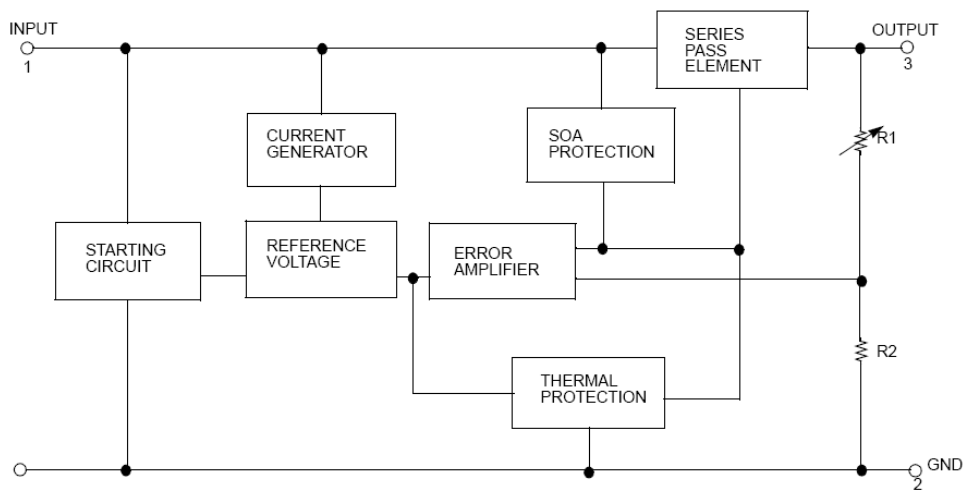 INPUT
1
SERIES
PASS
ELEMENT
OUTPUT
3
CURRENT
GENERATOR
SOA
PROTECTION
R1
STARTING
CIRCUIT
REFERENCE
VOLTAGE
ERROR
AMPLIFIER
R2
THERMAL
PROTECTION
GND
2